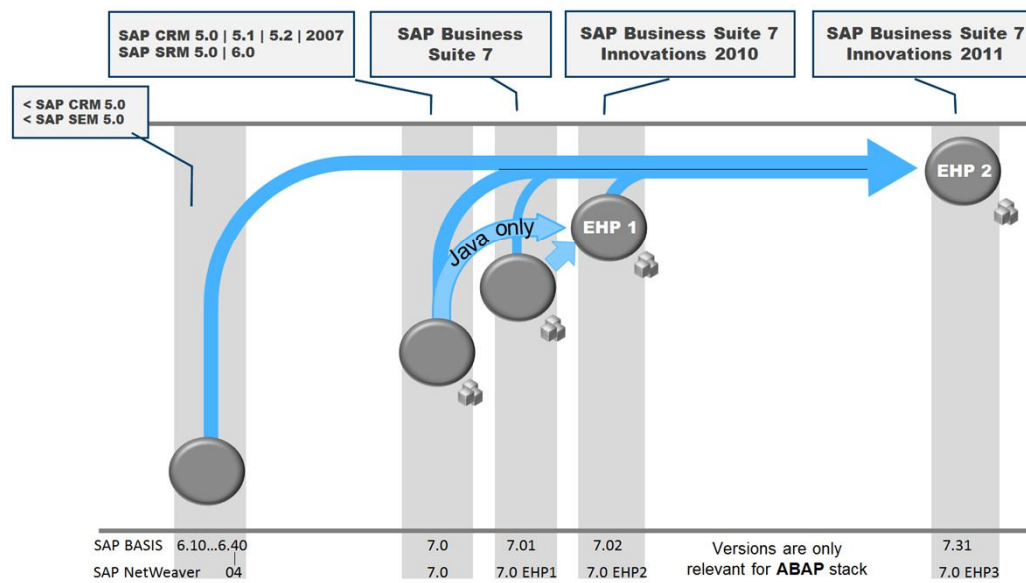 SAP CRM 5.0 | 5.1 | 5.2 | 2007
SAP SRM 5.0 | 6.0
SAP Business
Suite 7
SAP Business Suite 7
Innovations 2010
SAP Business Suite 7
Innovations 2011
< SAP CRM 5.0
< SAP SEM 5.0
EHP 2
EHP 1
Java only
SAP BASIS 6.10...6.40 7.0 7.01 7.02 7.31
SAP NetWeaver 04 7.0 7.0 EHP1 7.0 EHP2 7.0 EHP3
Versions are only
relevant for ABAP stack